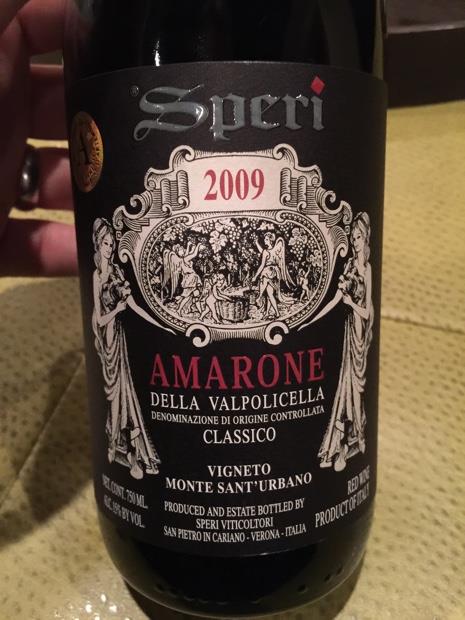 Speri
2009
AMARONE
DELLA VALPOLICELLA
DENOMINAZIONE DI ORIGINE CONTROLLATA
CLASSICO
VIGNETO
MONTE SANT'URBANO
NET. CONT. 750 ML.
ALC. 15% BY VOL.
PRODUCED AND ESTATE BOTTLED BY
SPERI VITICOLTORI
SAN PIETRO IN CARIANO - VERONA - ITALIA
RED WINE
PRODUCT OF ITALY